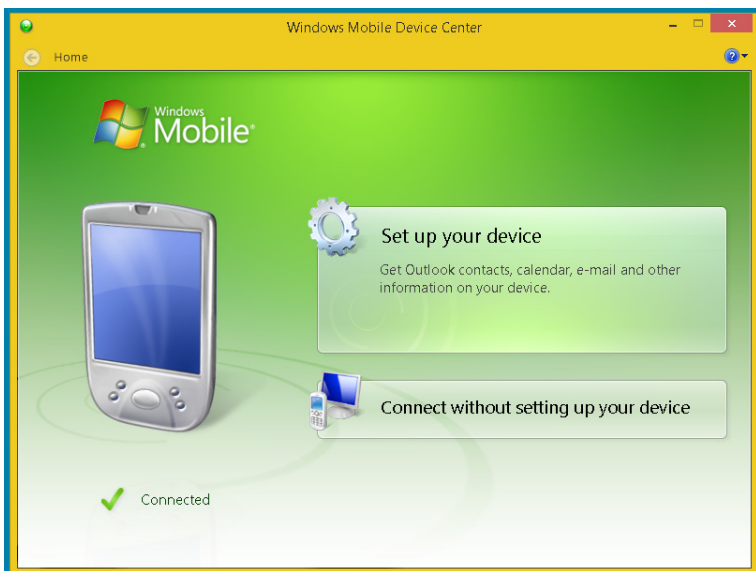 Windows Mobile Device Center
Home
Windows
Mobile®
Set up your device
Get Outlook contacts, calendar, e-mail and other
information on your device.
Connect without setting up your device
Connected